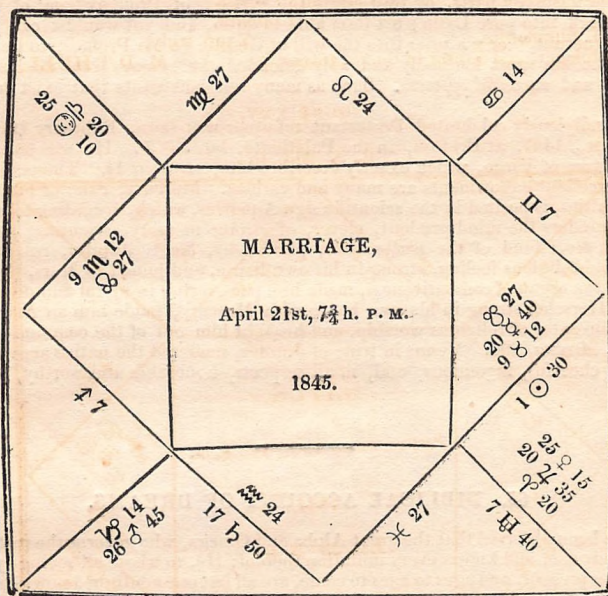 ♍ 27
♌ 24
♋ 14
♎ 20
25 ☽ 10
♊ 7
9 ♏ 12
☊ 27
MARRIAGE,
April 21st, 7¾ h. P. M.
1845.
☋ 27
20 ☿ 40
9 ♉ 12
1 ☉ 30
♐ 7
25 ♀ 15
20 ♃ 35
♈ 20
7 ♅ 40
♑ 14
26 ♂ 45
♒ 24
17 ♄ 50
♓ 27